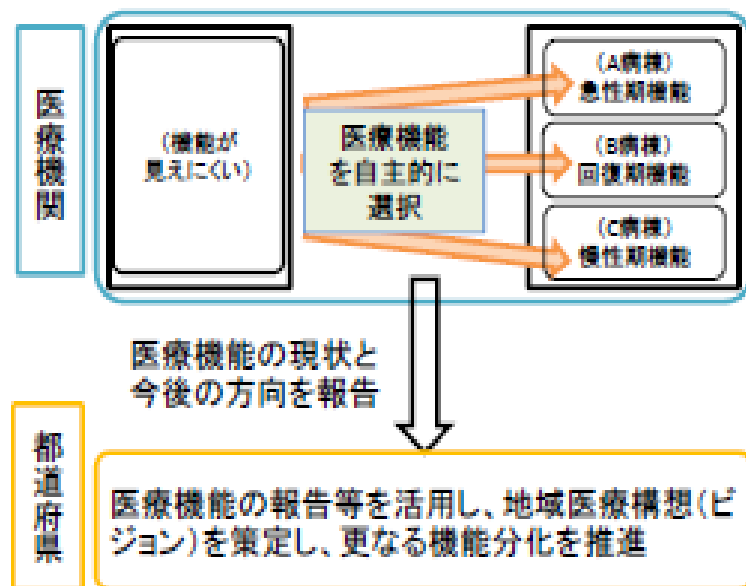 医療機関
(機能が
見えにくい)
医療機能
を自主的に
選択
(A病棟)
急性期機能
(B病棟)
回復期機能
(C病棟)
慢性期機能
医療機能の現状と
今後の方向を報告
都道府県
医療機能の報告等を活用し、地域医療構想(ビ
ジョン)を策定し、更なる機能分化を推進